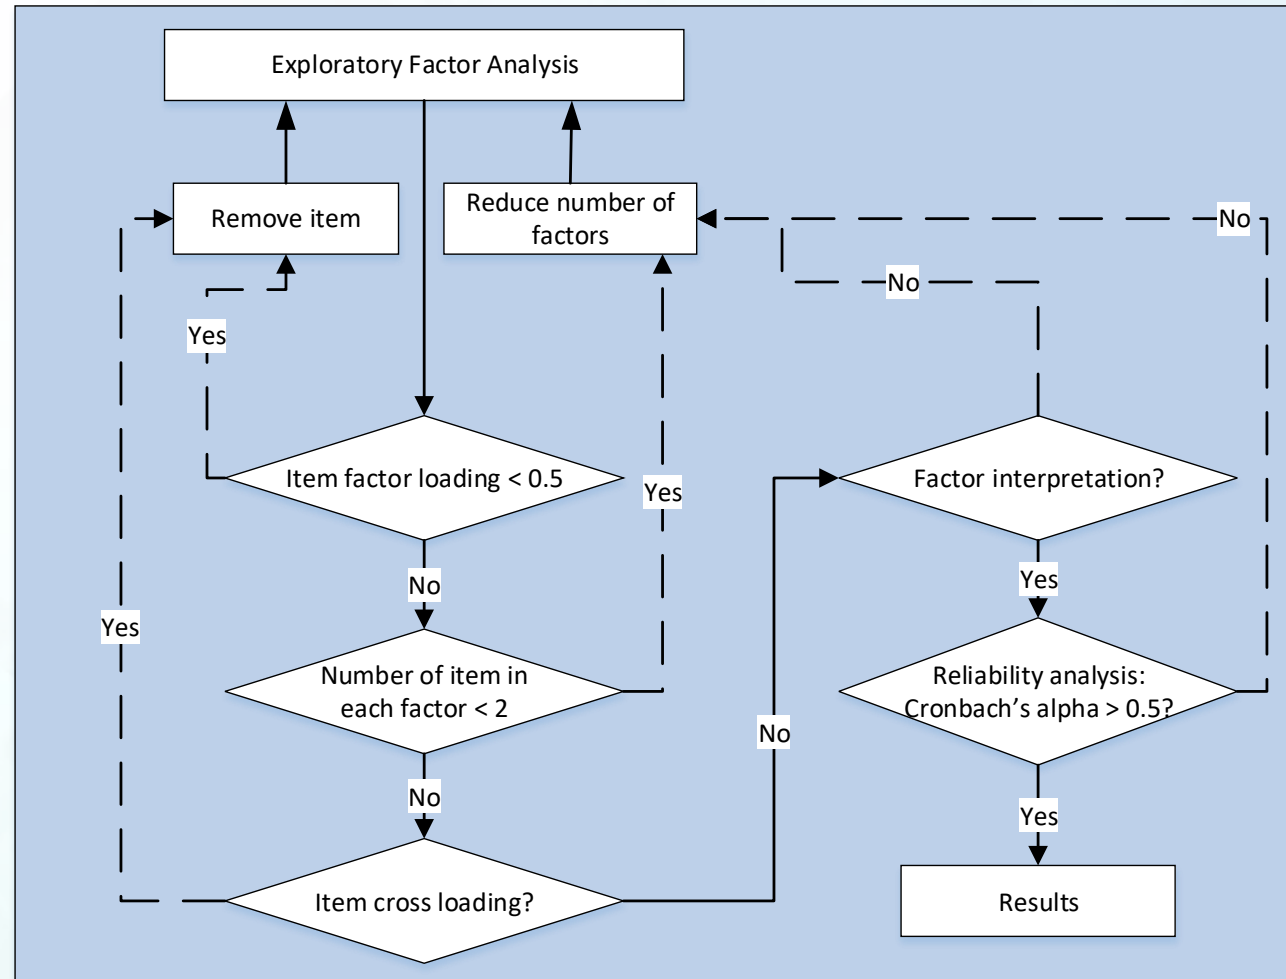 Exploratory Factor Analysis
Remove item
Reduce number of
factors
No
No
Yes
Item factor loading < 0.5
Factor interpretation?
Yes
No
Yes
Yes
Number of item in
each factor < 2
Reliability analysis:
Cronbach's alpha > 0.5?
No
No
Yes
Item cross loading?
Results